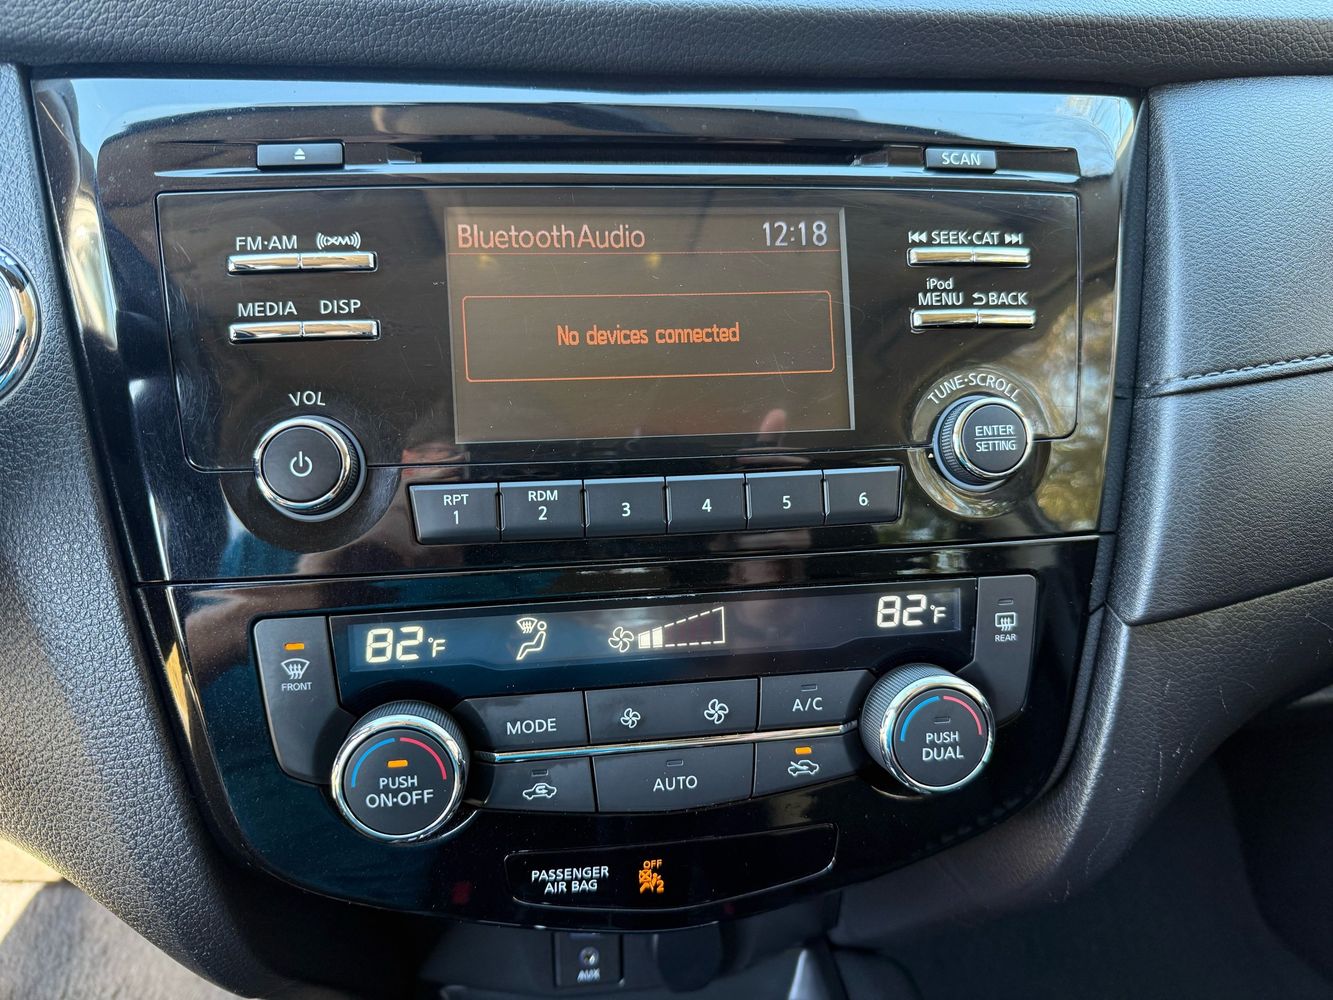 SCAN
FM·AM
((XM))
BluetoothAudio 12:18
SEEK·CAT
MEDIA DISP
iPod
MENU BACK
No devices connected
VOL
TUNE·SCROLL
ENTER
SETTING
RPT
1
RDM
2
3
4
5
6
82°F
82°F
FRONT
REAR
MODE
A/C
PUSH
ON·OFF
AUTO
PUSH
DUAL
PASSENGER
AIR BAG
OFF
2
AUX